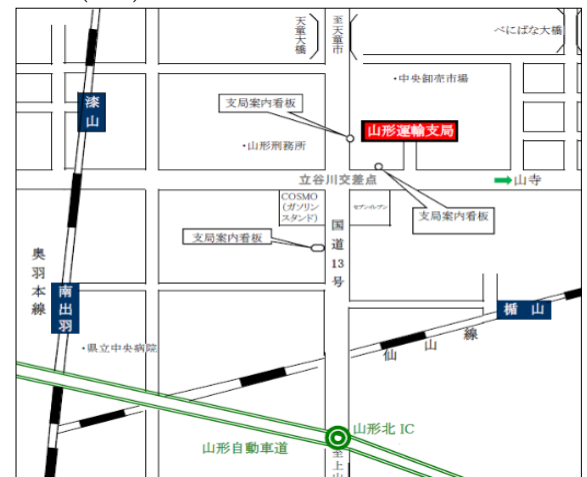 天童大橋
至天童市
べにばな大橋
・中央卸売市場
漆山
支局案内看板
山形運輸支局
・山形刑務所
立谷川交差点
山寺
COSMO
(ガソリン
スタンド)
セブンイレブン
支局案内看板
国道13号
支局案内看板
奥羽本線
南出羽
楯山
仙山線
・県立中央病院
山形北 IC
山形自動車道
至上山